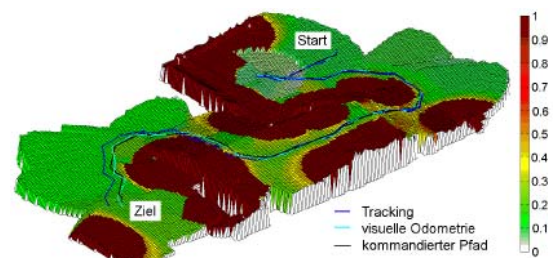 Start
Ziel
Tracking
visuelle Odometrie
kommandierter Pfad
1
0.9
0.8
0.7
0.6
0.5
0.4
0.3
0.2
0.1
0